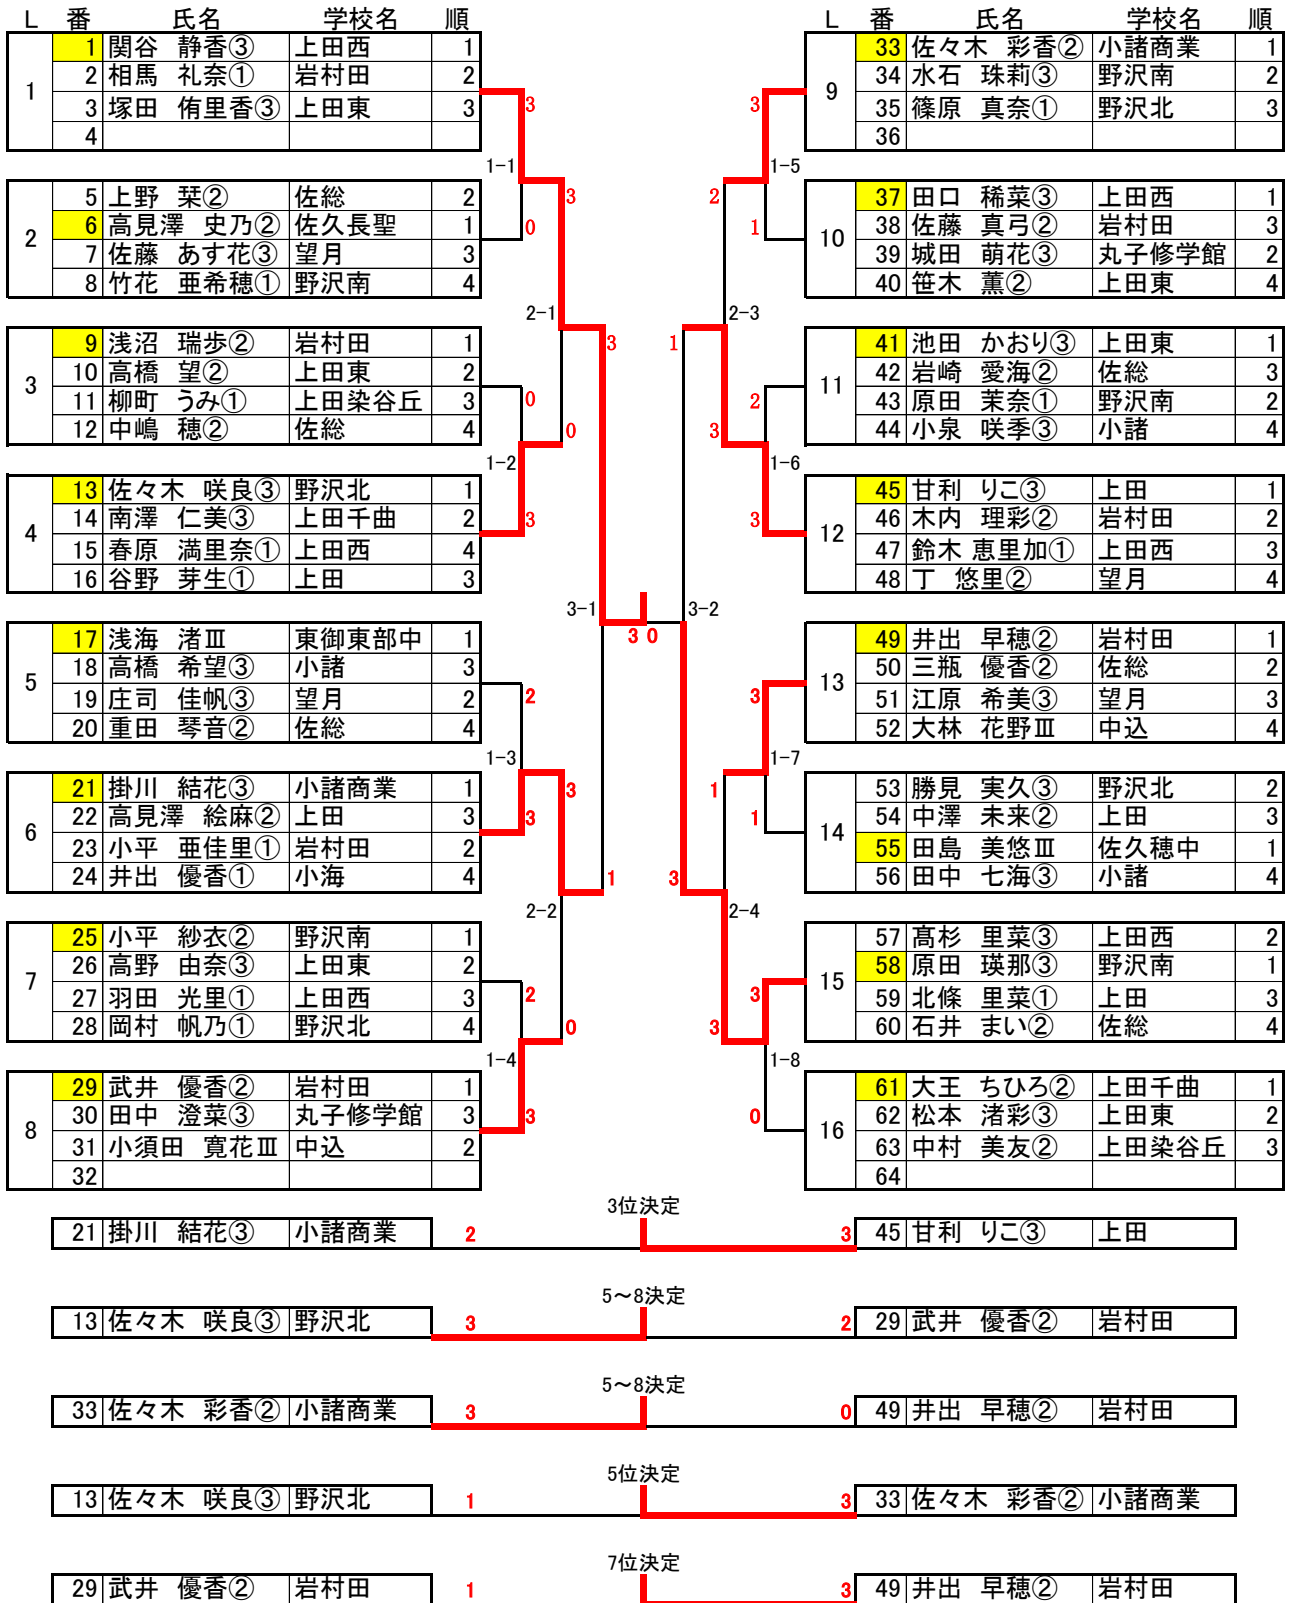 L 番 氏名 学校名 順
1
1 関谷 静香③ 上田西 1
2 相馬 礼奈① 岩村田 2
3 塚田 侑里香③ 上田東 3
4
2
5 上野 栞② 佐総 2
6 高見澤 史乃② 佐久長聖 1
7 佐藤 あす花③ 望月 3
8 竹花 亜希穂① 野沢南 4
3
9 浅沼 瑞歩② 岩村田 1
10 高橋 望② 上田東 2
11 柳町 うみ① 上田染谷丘 3
12 中嶋 穂② 佐総 4
4
13 佐々木 咲良③ 野沢北 1
14 南澤 仁美③ 上田千曲 2
15 春原 満里奈① 上田西 4
16 谷野 芽生① 上田 3
5
17 浅海 渚Ⅲ 東御東部中 1
18 高橋 希望③ 小諸 3
19 庄司 佳帆③ 望月 2
20 重田 琴音② 佐総 4
6
21 掛川 結花③ 小諸商業 1
22 高見澤 絵麻② 上田 3
23 小平 亜佳里① 岩村田 2
24 井出 優香① 小海 4
7
25 小平 紗衣② 野沢南 1
26 高野 由奈③ 上田東 2
27 羽田 光里① 上田西 3
28 岡村 帆乃① 野沢北 4
8
29 武井 優香② 岩村田 1
30 田中 澄菜③ 丸子修学館 3
31 小須田 寛花Ⅲ 中込 2
32
3
1-1
0
3
2-1
0
1-2
3
0
3
3-1
2
1-3
3
3
2-2
1
2
1-4
3
0
3 0
L 番 氏名 学校名 順
9
33 佐々木 彩香② 小諸商業 1
34 水石 珠莉③ 野沢南 2
35 篠原 真奈① 野沢北 3
36
10
37 田口 稀菜③ 上田西 1
38 佐藤 真弓② 岩村田 3
39 城田 萌花③ 丸子修学館 2
40 笹木 薫② 上田東 4
11
41 池田 かおり③ 上田東 1
42 岩崎 愛海② 佐総 3
43 原田 茉奈① 野沢南 2
44 小泉 咲季③ 小諸 4
12
45 甘利 りこ③ 上田 1
46 木内 理彩② 岩村田 2
47 鈴木 恵里加① 上田西 3
48 丁 悠里② 望月 4
13
49 井出 早穂② 岩村田 1
50 三瓶 優香② 佐総 2
51 江原 希美③ 望月 3
52 大林 花野Ⅲ 中込 4
14
53 勝見 実久③ 野沢北 2
54 中澤 未来② 上田 3
55 田島 美悠Ⅲ 佐久穂中 1
56 田中 七海③ 小諸 4
15
57 髙杉 里菜③ 上田西 2
58 原田 瑛那③ 野沢南 1
59 北條 里菜① 上田 3
60 石井 まい② 佐総 4
16
61 大王 ちひろ② 上田千曲 1
62 松本 渚彩③ 上田東 2
63 中村 美友② 上田染谷丘 3
64
3
1-5
1
2
2-3
1
2
1-6
3
3
3-2
3
1-7
1
1
2-4
3
3
1-8
0
3
3位決定
21 掛川 結花③ 小諸商業 2 3 45 甘利 りこ③ 上田
5～8決定
13 佐々木 咲良③ 野沢北 3 2 29 武井 優香② 岩村田
5～8決定
33 佐々木 彩香② 小諸商業 3 0 49 井出 早穂② 岩村田
5位決定
13 佐々木 咲良③ 野沢北 1 3 33 佐々木 彩香② 小諸商業
7位決定
29 武井 優香② 岩村田 1 3 49 井出 早穂② 岩村田